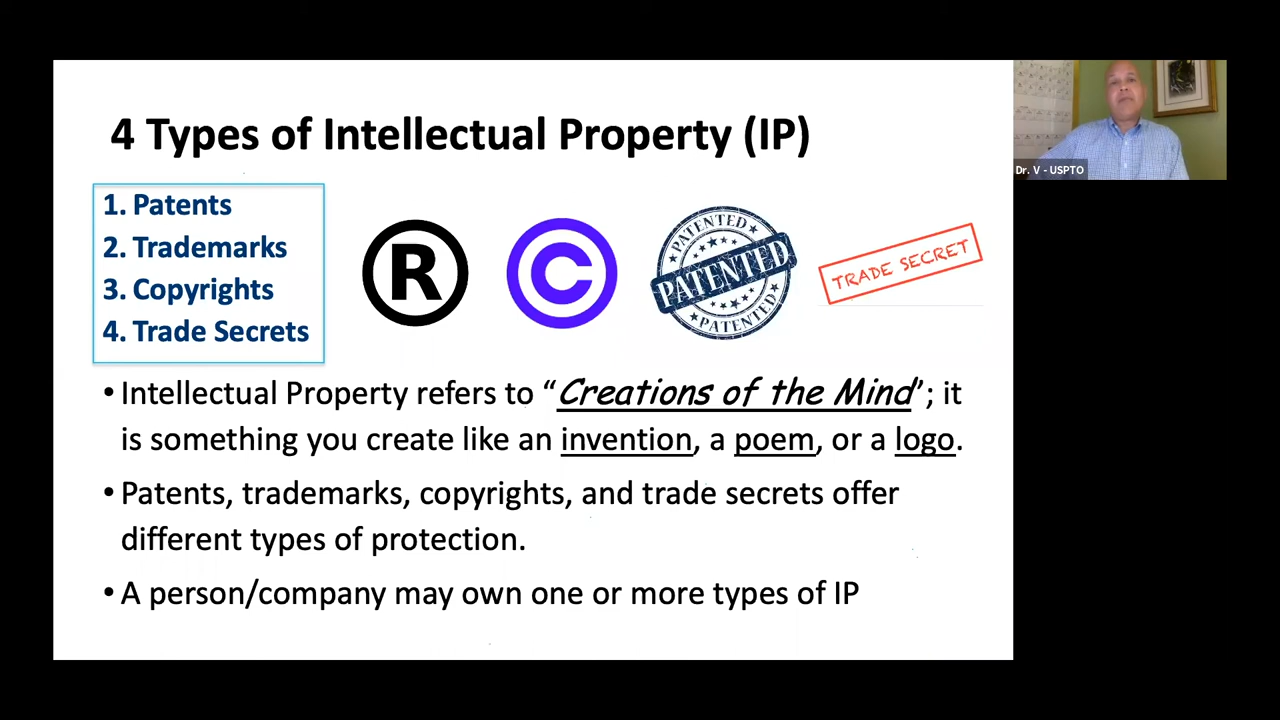 4 Types of Intellectual Property (IP)
1. Patents
2. Trademarks
3. Copyrights
4. Trade Secrets
®
©
PATENTED
PATENTED
PATENTED
TRADE SECRET
• Intellectual Property refers to “Creations of the Mind”; it
is something you create like an invention, a poem, or a logo.
• Patents, trademarks, copyrights, and trade secrets offer
different types of protection.
• A person/company may own one or more types of IP
Dr. V - USPTO